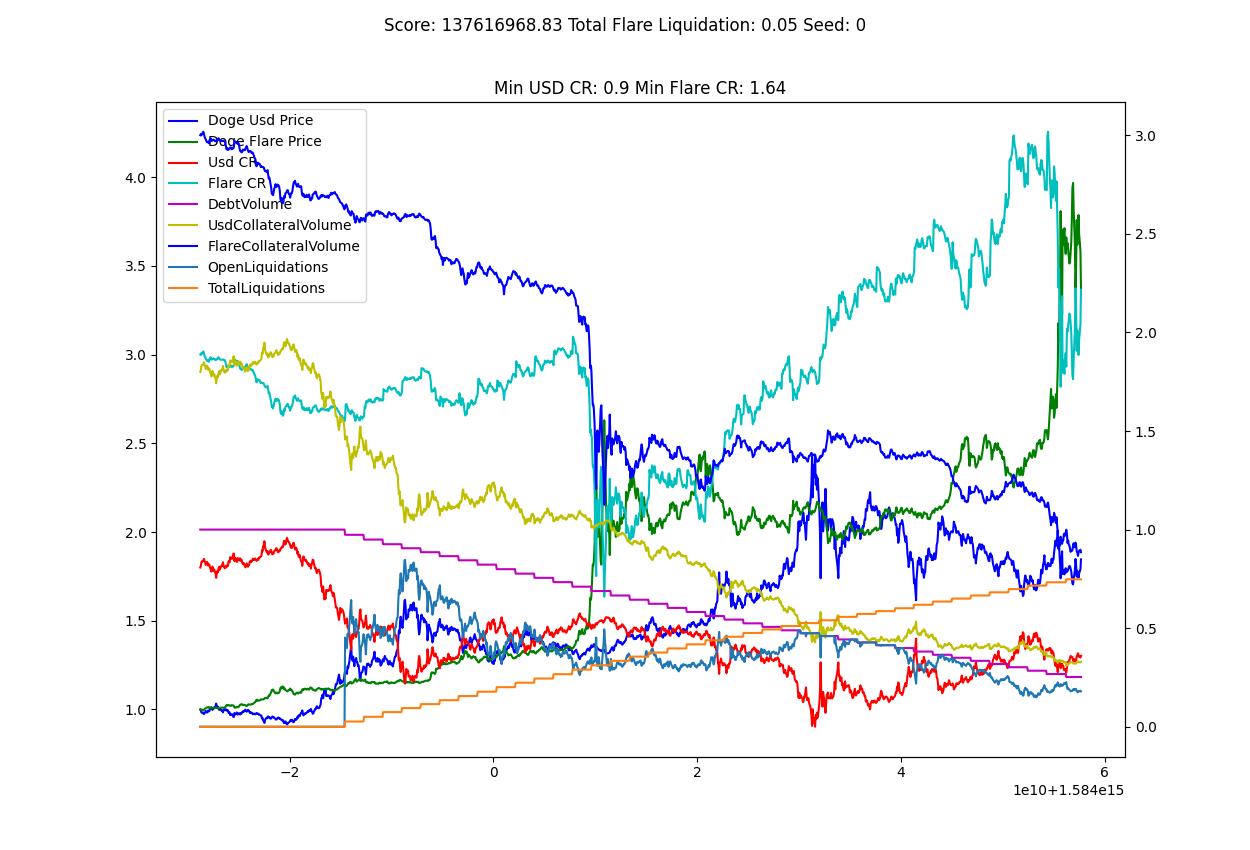 Score: 137616968.83 Total Flare Liquidation: 0.05 Seed: 0
Min USD CR: 0.9 Min Flare CR: 1.64
Doge Usd Price
Doge Flare Price
Usd CR
Flare CR
DebtVolume
UsdCollateralVolume
FlareCollateralVolume
OpenLiquidations
TotalLiquidations
4.0
3.5
3.0
2.5
2.0
1.5
1.0
3.0
2.5
2.0
1.5
1.0
0.5
0.0
−2
0
2
4
6
1e10+1.584e15